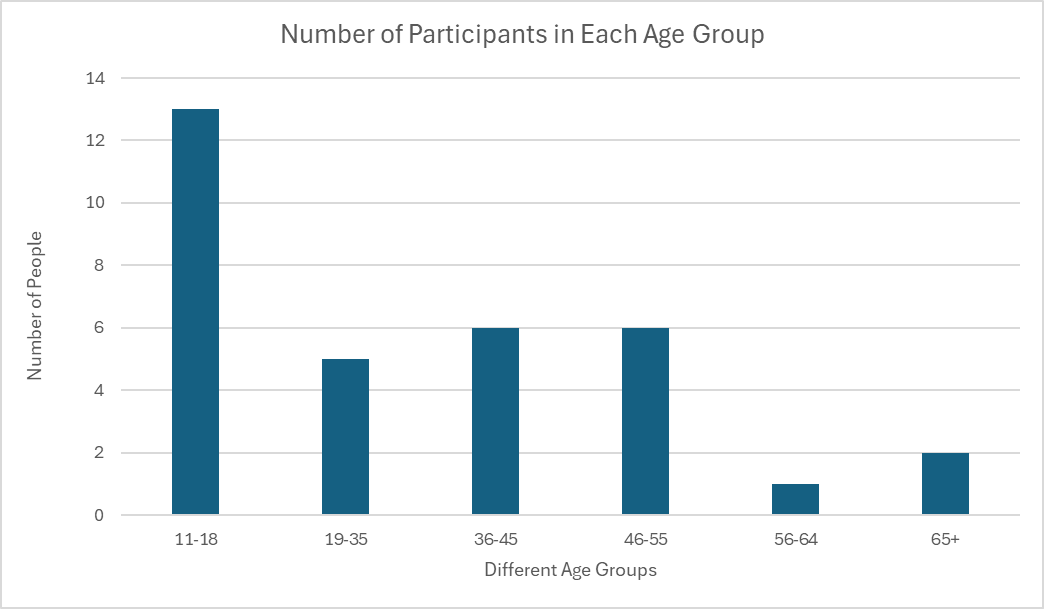 Number of Participants in Each Age Group
14
12
10
8
6
4
2
0
Number of People
11-18 19-35 36-45 46-55 56-64 65+
Different Age Groups